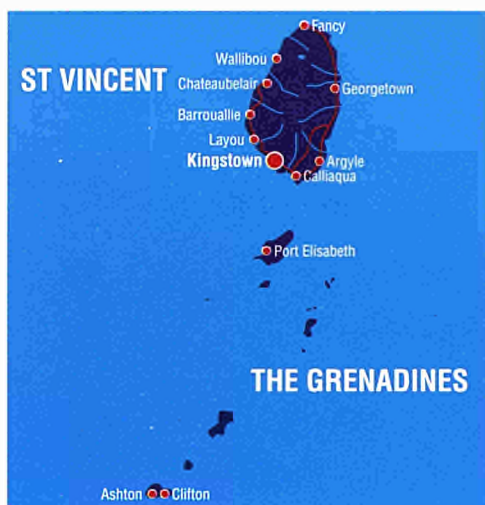 Fancy
Wallibou
ST VINCENT
Chateaubelair
Georgetown
Barrouallie
Layou
Kingstown
Argyle
Calliaqua
Port Elisabeth
THE GRENADINES
Ashton
Clifton